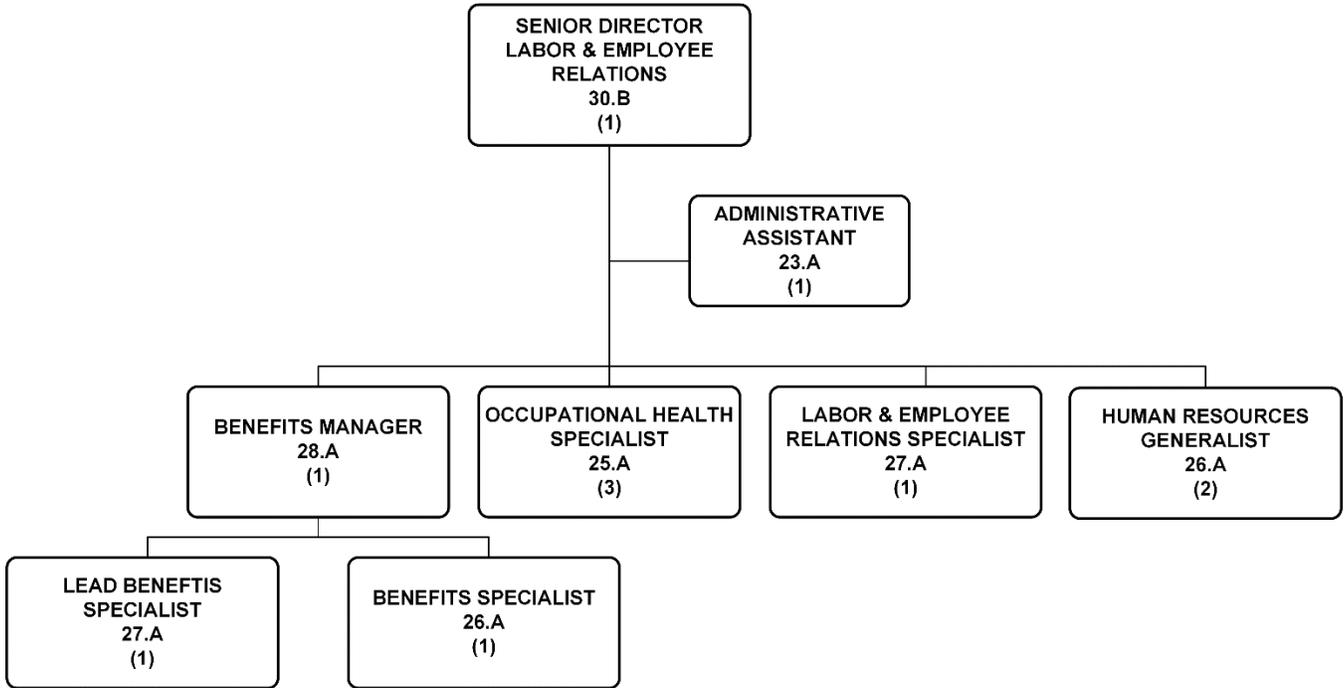 SENIOR DIRECTOR
LABOR & EMPLOYEE
RELATIONS
30.B
(1)
ADMINISTRATIVE
ASSISTANT
23.A
(1)
BENEFITS MANAGER
28.A
(1)
OCCUPATIONAL HEALTH
SPECIALIST
25.A
(3)
LABOR & EMPLOYEE
RELATIONS SPECIALIST
27.A
(1)
HUMAN RESOURCES
GENERALIST
26.A
(2)
LEAD BENEFTIS
SPECIALIST
27.A
(1)
BENEFITS SPECIALIST
26.A
(1)